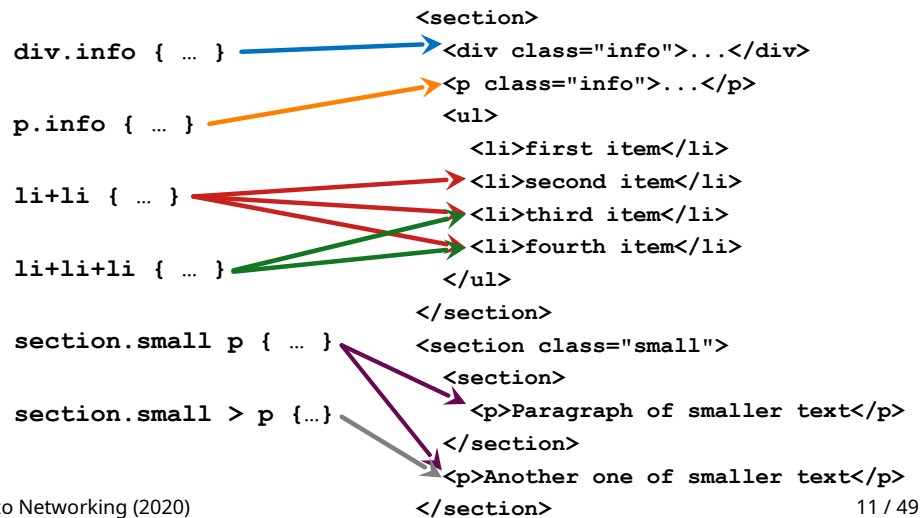 <section>
div.info { … }
<div class="info">...</div>
<p class="info">...</p>
p.info { … }
<ul>
<li>first item</li>
<li>second item</li>
li+li { … }
<li>third item</li>
<li>fourth item</li>
li+li+li { … }
</ul>
</section>
section.small p { … }
<section class="small">
<section>
<p>Paragraph of smaller text</p>
section.small > p {…}
</section>
<p>Another one of smaller text</p>
</section>
to Networking (2020)
11 / 49